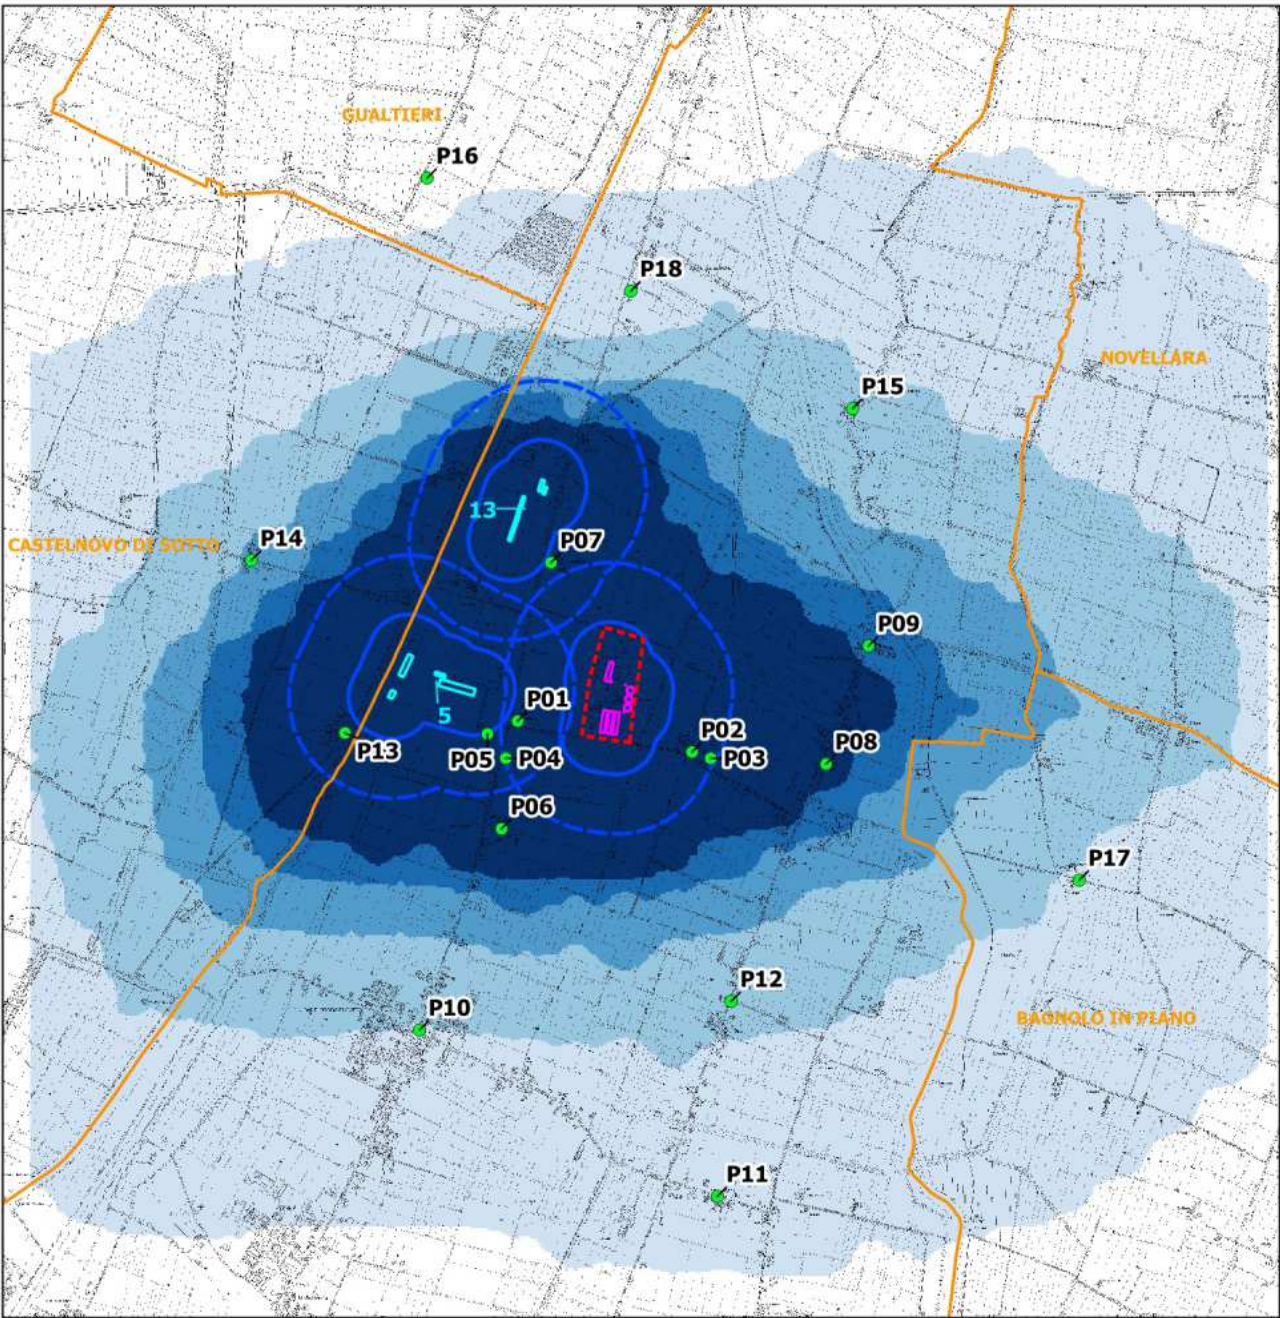 GUALTIERI
P16
P18
NOVELLARA
P15
13
P14
P07
CASTELNOVO DI SOTTO
P09
P01
5
P02
P08
P13
P05
P04
P03
P06
P17
P12
P10
BAGNOLO IN PIANO
P11